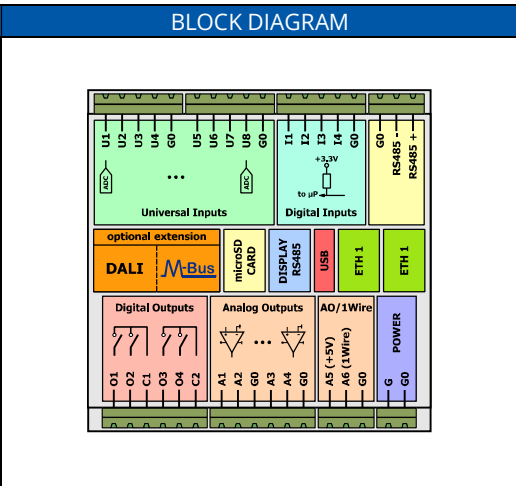 BLOCK DIAGRAM
U1 U2 U3 U4 G0 U5 U6 U7 U8 G0
I1 I2 I3 I4 G0
G0 RS485 - RS485 +
+3.3V
ADC ... ADC
to µP
Universal Inputs
Digital Inputs
optional extension
DALI M-Bus
microSD CARD
DISPLAY RS485
USB
ETH 1
ETH 1
Digital Outputs
Analog Outputs
AO/1Wire
POWER
...
O1 O2 C1 O3 O4 C2
A1 A2 G0 A3 A4 G0
A5 (+5V) A6 (1Wire) G0
G G0